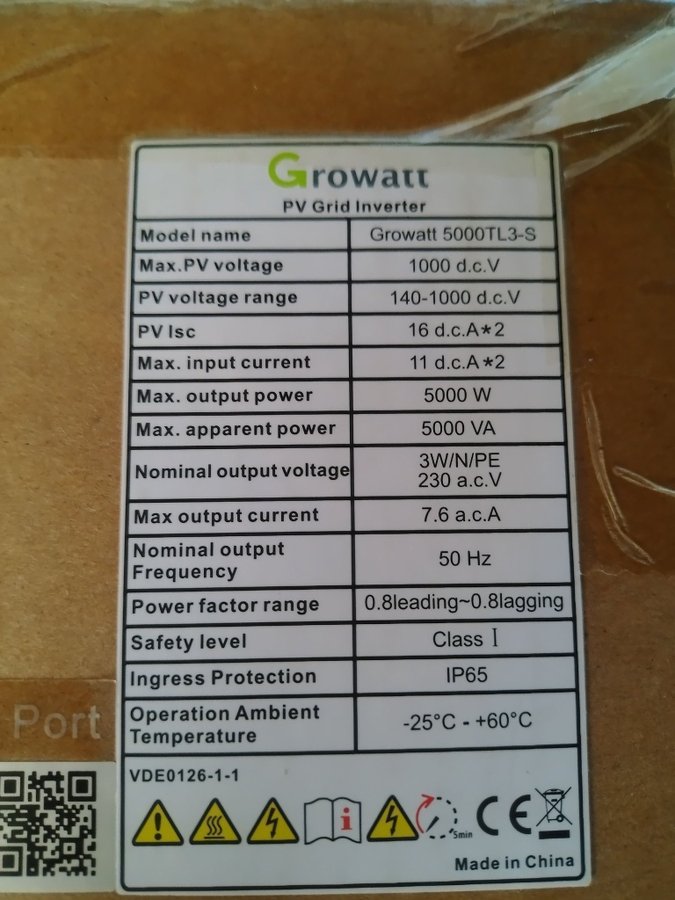 Growatt
PV Grid Inverter
Model name Growatt 5000TL3-S
Max.PV voltage 1000 d.c.V
PV voltage range 140-1000 d.c.V
PV Isc 16 d.c.A*2
Max. input current 11 d.c.A*2
Max. output power 5000 W
Max. apparent power 5000 VA
Nominal output voltage 3W/N/PE
230 a.c.V
Max output current 7.6 a.c.A
Nominal output
Frequency 50 Hz
Power factor range 0.8leading~0.8lagging
Safety level Class I
Ingress Protection IP65
Operation Ambient
Temperature -25°C - +60°C
Port
VDE0126-1-1
i
5min
CE
Made in China